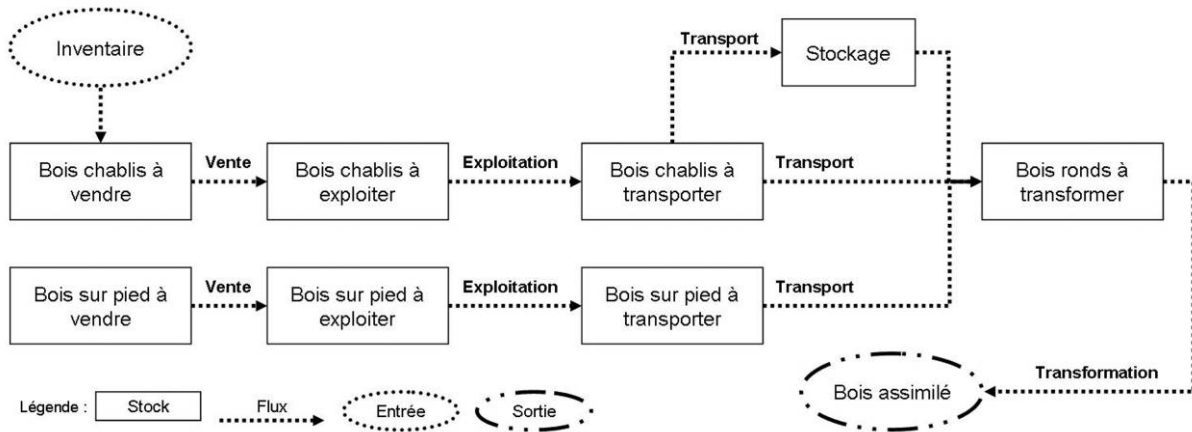 Inventaire
Transport
Stockage
Bois chablis à
vendre
Vente
Bois chablis à
exploiter
Exploitation
Bois chablis à
transporter
Transport
Bois ronds à
transformer
Bois sur pied à
vendre
Vente
Bois sur pied à
exploiter
Exploitation
Bois sur pied à
transporter
Transport
Transformation
Bois assimilé
Légende :
Stock
Flux
Entrée
Sortie